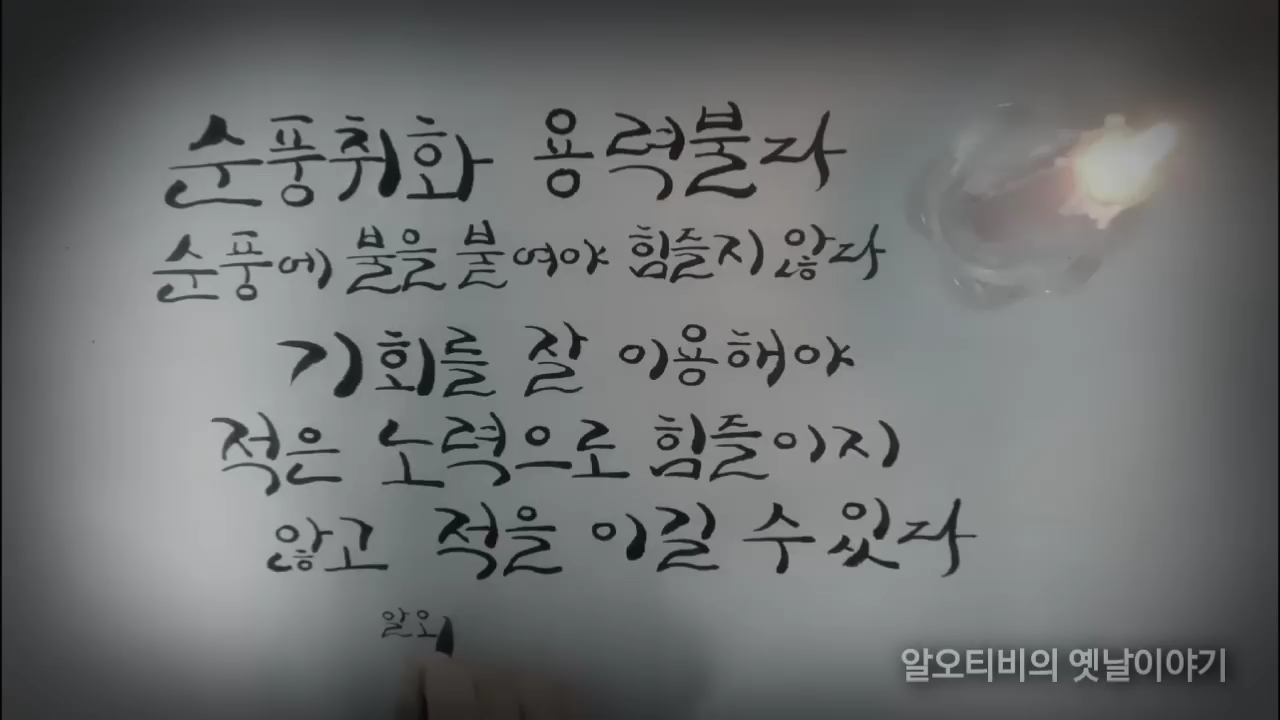 순풍취화 용력불다
순풍에 불을 붙여야 힘들지 않다
기회를 잘 이용해야
적은 노력으로 힘들이지
않고 적을 이길 수 있다
알오
알오티비의 옛날이야기